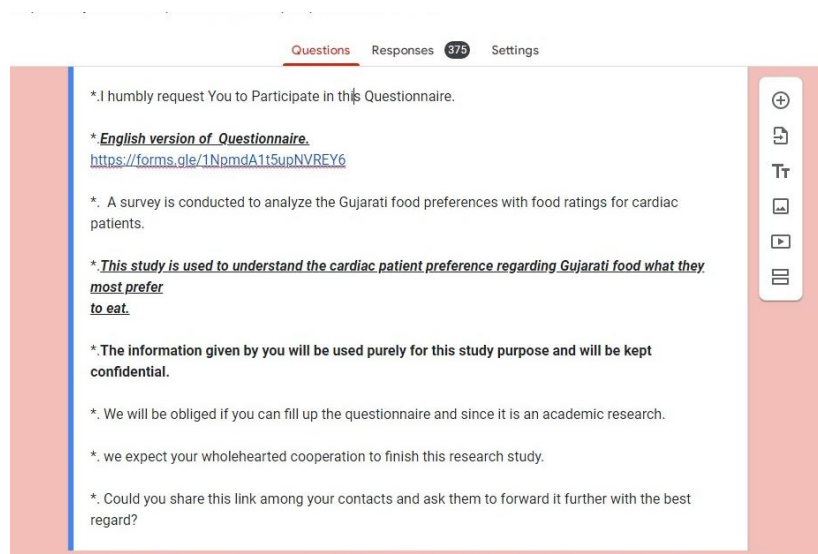 Questions Responses 375 Settings
*.I humbly request You to Participate in this Questionnaire.
*.English version of Questionnaire.
https://forms.gle/1NpmdA1t5upNVREY6
*. A survey is conducted to analyze the Gujarati food preferences with food ratings for cardiac
patients.
*.This study is used to understand the cardiac patient preference regarding Gujarati food what they
most prefer
to eat.
*.The information given by you will be used purely for this study purpose and will be kept
confidential.
*. We will be obliged if you can fill up the questionnaire and since it is an academic research.
*. we expect your wholehearted cooperation to finish this research study.
*. Could you share this link among your contacts and ask them to forward it further with the best
regard?
Tт